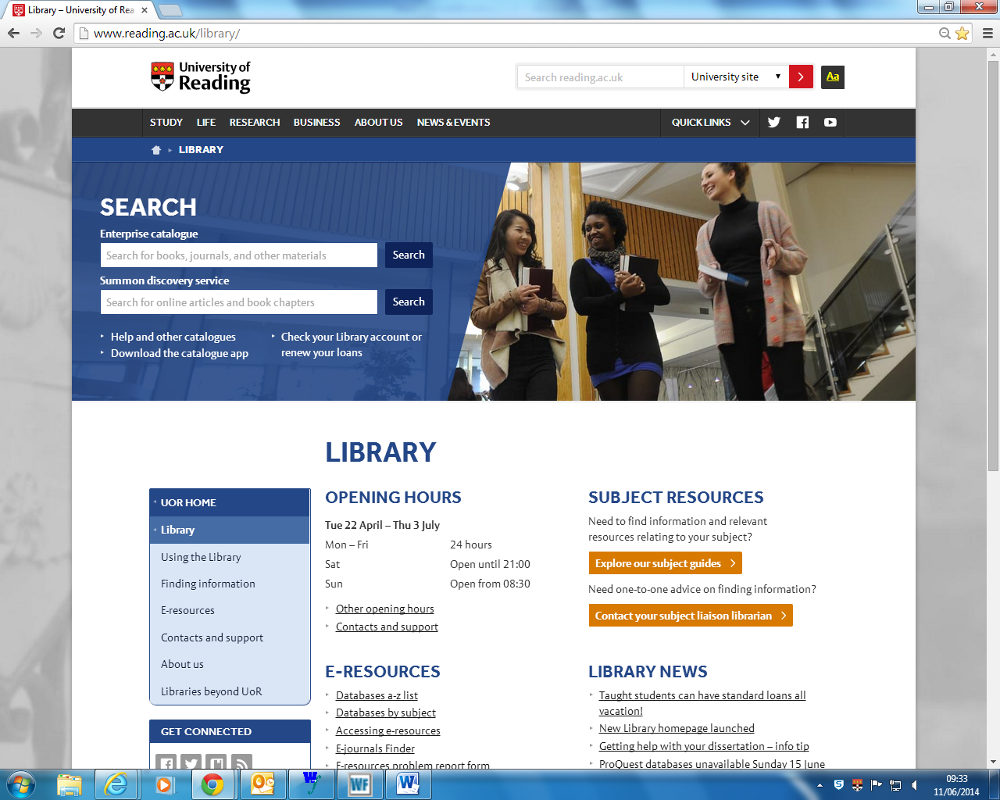 Library – University of Rea
www.reading.ac.uk/library/
University of
Reading
Search reading.ac.uk
University site
Aa
STUDY LIFE RESEARCH BUSINESS ABOUT US NEWS & EVENTS QUICK LINKS
LIBRARY
SEARCH
Enterprise catalogue
Search for books, journals, and other materials Search
Summon discovery service
Search for online articles and book chapters Search
Help and other catalogues
Download the catalogue app
Check your Library account or
renew your loans
LIBRARY
UOR HOME
Library
Using the Library
Finding information
E-resources
Contacts and support
About us
Libraries beyond UoR
GET CONNECTED
OPENING HOURS
Tue 22 April – Thu 3 July
Mon – Fri 24 hours
Sat Open until 21:00
Sun Open from 08:30
Other opening hours
Contacts and support
SUBJECT RESOURCES
Need to find information and relevant
resources relating to your subject?
Explore our subject guides
Need one-to-one advice on finding information?
Contact your subject liaison librarian
E-RESOURCES
Databases a-z list
Databases by subject
Accessing e-resources
E-journals Finder
E-resources problem report form
LIBRARY NEWS
Taught students can have standard loans all
vacation!
New Library homepage launched
Getting help with your dissertation – info tip
ProQuest databases unavailable Sunday 15 June
WF
W
09:33
11/06/2014